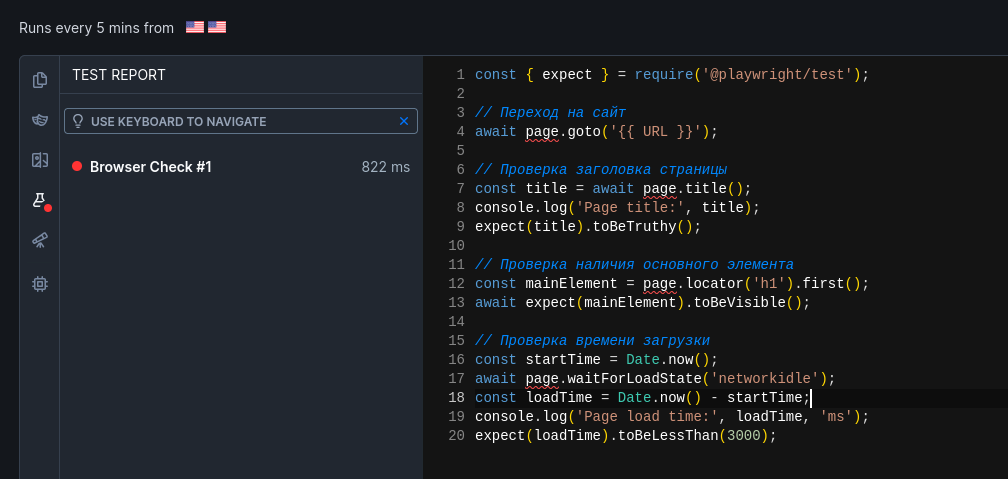 Runs every 5 mins from
TEST REPORT
USE KEYBOARD TO NAVIGATE
Browser Check #1 822 ms
1 const { expect } = require('@playwright/test');
2
3 // Переход на сайт
4 await page.goto('{{ URL }}');
5
6 // Проверка заголовка страницы
7 const title = await page.title();
8 console.log('Page title:', title);
9 expect(title).toBeTruthy();
10
11 // Проверка наличия основного элемента
12 const mainElement = page.locator('h1').first();
13 await expect(mainElement).toBeVisible();
14
15 // Проверка времени загрузки
16 const startTime = Date.now();
17 await page.waitForLoadState('networkidle');
18 const loadTime = Date.now() - startTime;
19 console.log('Page load time:', loadTime, 'ms');
20 expect(loadTime).toBeLessThan(3000);